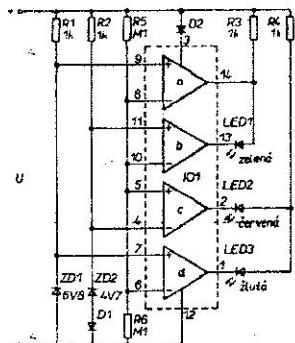 R1
1k
R2
1k
R5
M1
D2
R3
1k
R4
1k
3
9
+
a
14
8
-
LED1
11
+
b
13
zelená
10
-
IO1
LED2
5
+
c
2
červená
4
-
LED3
7
+
d
1
žlutá
6
-
12
U
ZD1
6V8
ZD2
4V7
D1
R6
M1